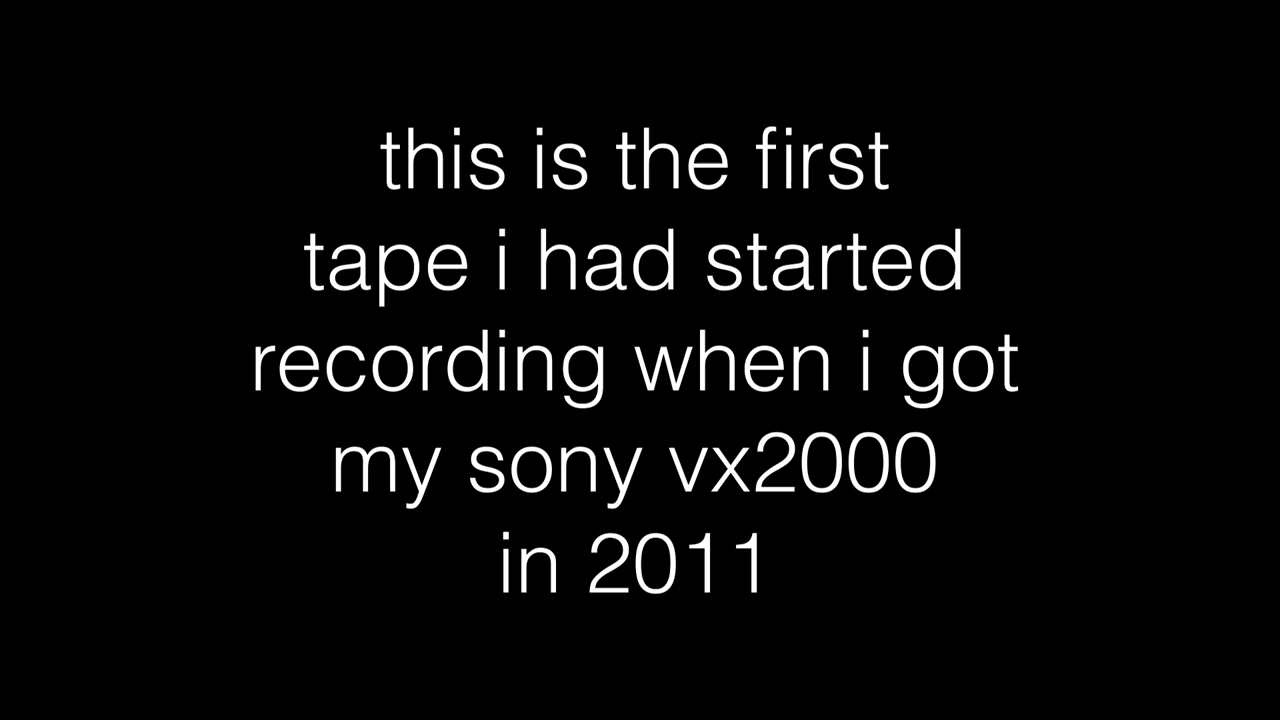 this is the first
tape i had started
recording when i got
my sony vx2000
in 2011